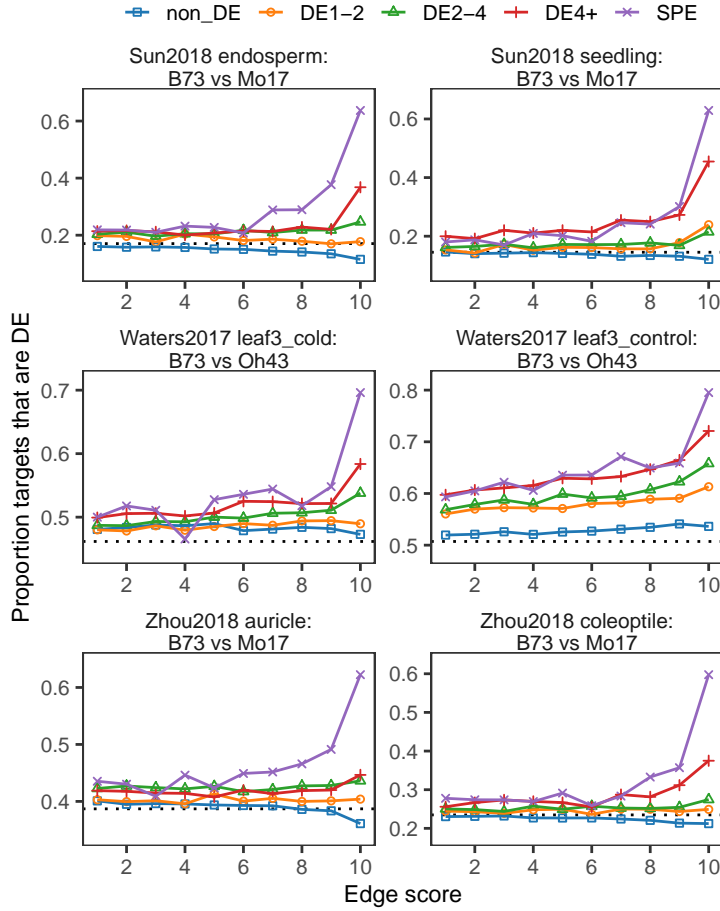 non_DE DE1−2 DE2−4 DE4+ SPE
Sun2018 endosperm:
B73 vs Mo17
Sun2018 seedling:
B73 vs Mo17
0.6
0.4
0.2
2 4 6 8 10
0.6
0.4
0.2
2 4 6 8 10
Waters2017 leaf3_cold:
B73 vs Oh43
Waters2017 leaf3_control:
B73 vs Oh43
0.7
0.6
0.5
2 4 6 8 10
0.8
0.7
0.6
0.5
2 4 6 8 10
Zhou2018 auricle:
B73 vs Mo17
Zhou2018 coleoptile:
B73 vs Mo17
0.6
0.5
0.4
2 4 6 8 10
0.6
0.5
0.4
0.3
0.2
2 4 6 8 10
Proportion targets that are DE
Edge score